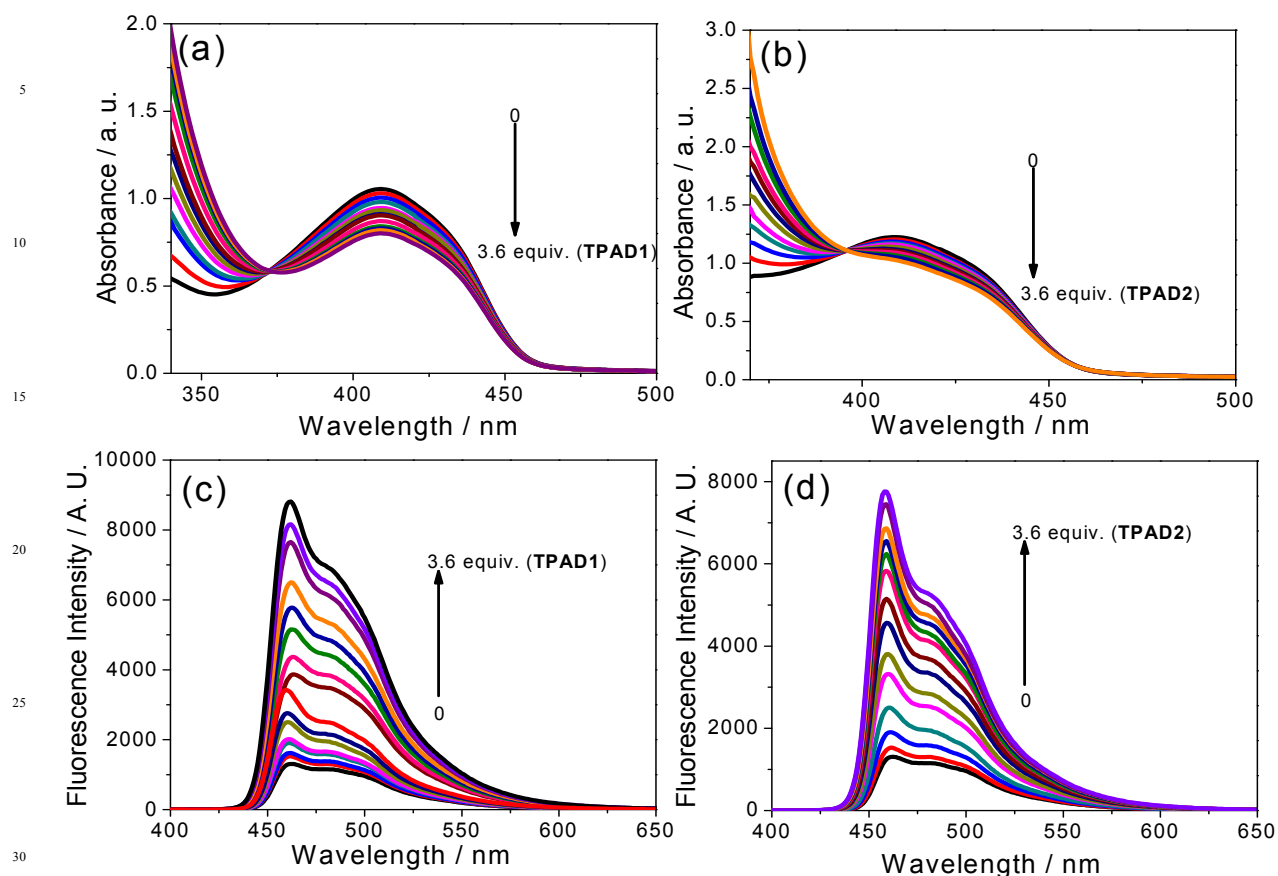 5
10
15
20
25
30
(a)
2.0
1.5
1.0
0.5
0.0
Absorbance / a. u.
0
3.6 equiv. (TPAD1)
350 400 450 500
Wavelength / nm
(b)
3.0
2.5
2.0
1.5
1.0
0.5
0.0
Absorbance / a. u.
0
3.6 equiv. (TPAD2)
400 450 500
Wavelength / nm
(c)
10000
8000
6000
4000
2000
0
Fluorescence Intensity / A. U.
3.6 equiv. (TPAD1)
0
400 450 500 550 600 650
Wavelength / nm
(d)
8000
6000
4000
2000
0
Fluorescence Intensity / A. U.
3.6 equiv. (TPAD2)
0
400 450 500 550 600 650
Wavelength / nm